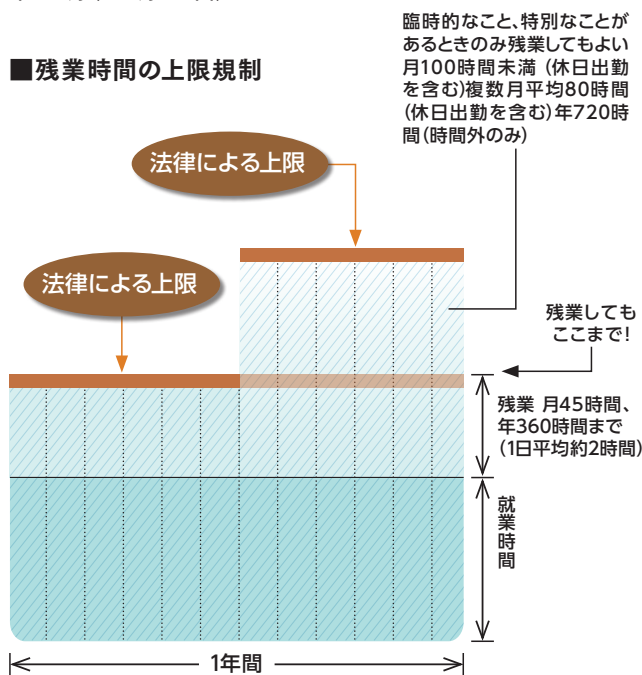 ■残業時間の上限規制
臨時的なこと、特別なことが
あるときのみ残業してもよい
月100時間未満 (休日出勤
を含む)複数月平均80時間
(休日出勤を含む)年720時
間(時間外のみ)
法律による上限
法律による上限
残業しても
ここまで!
残業 月45時間、
年360時間まで
(1日平均約2時間)
就業時間
1年間